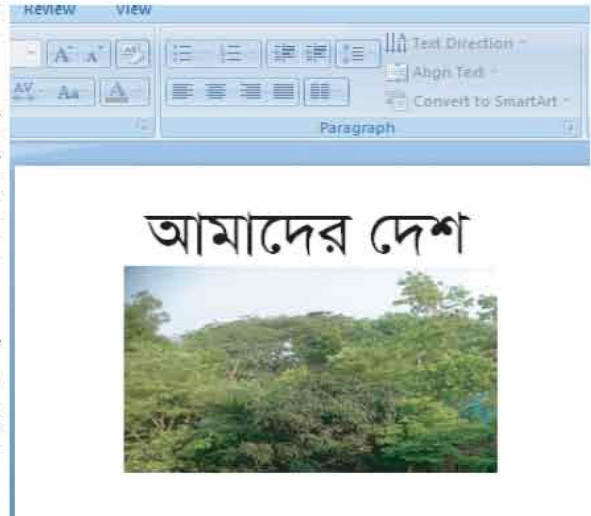 Review View
Text Direction
Align Text
Convert to SmartArt
Paragraph
আমাদের দেশ